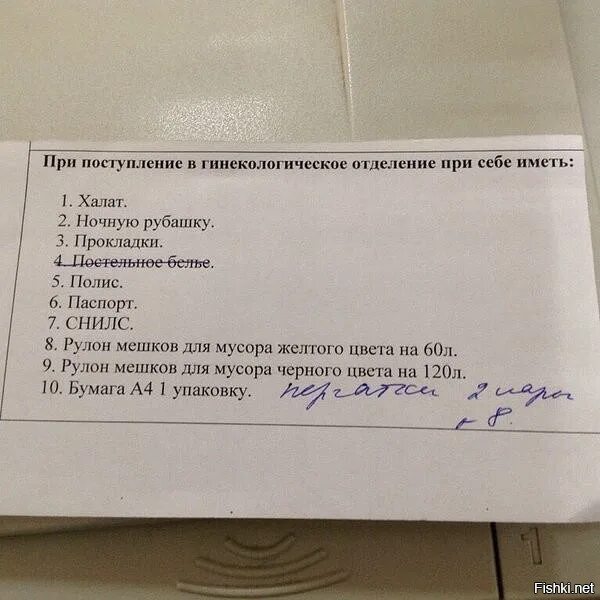 При поступление в гинекологическое отделение при себе иметь:
1. Халат.
2. Ночную рубашку.
3. Прокладки.
4. Постельное белье.
5. Полис.
6. Паспорт.
7. СНИЛС.
8. Рулон мешков для мусора желтого цвета на 60л.
9. Рулон мешков для мусора черного цвета на 120л.
10. Бумага А4 1 упаковку. перчатки 2 пары
8.
1
Fishki.net